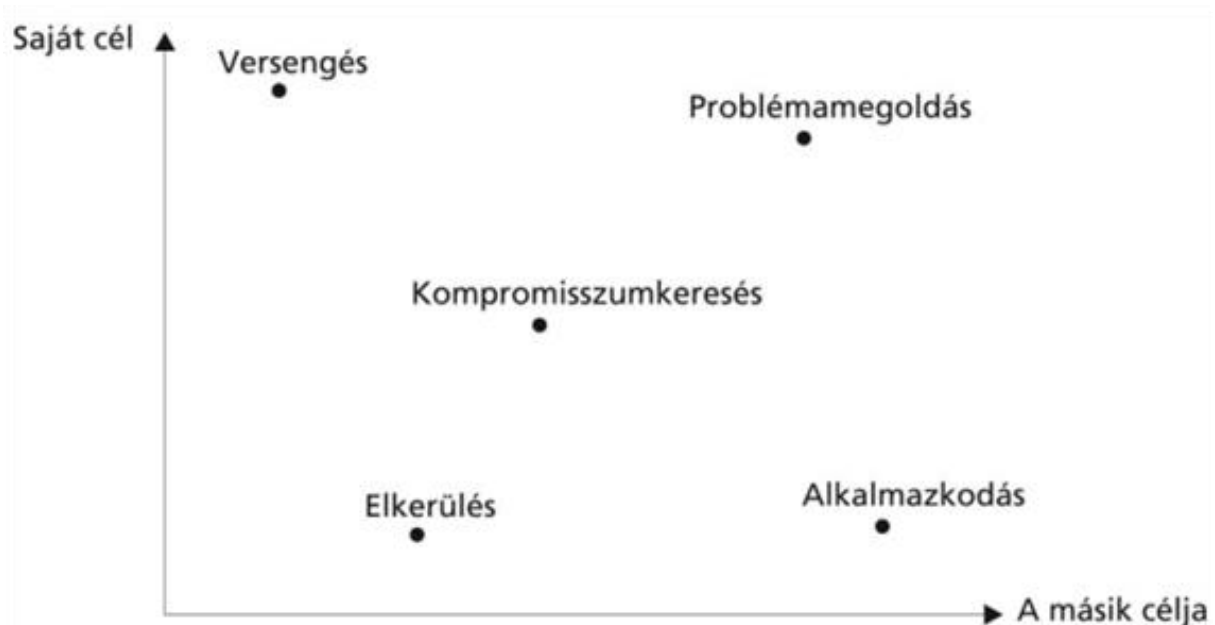 Saját cél
Versengés
Problémamegoldás
Kompromisszumkeresés
Elkerülés
Alkalmazkodás
A másik célja